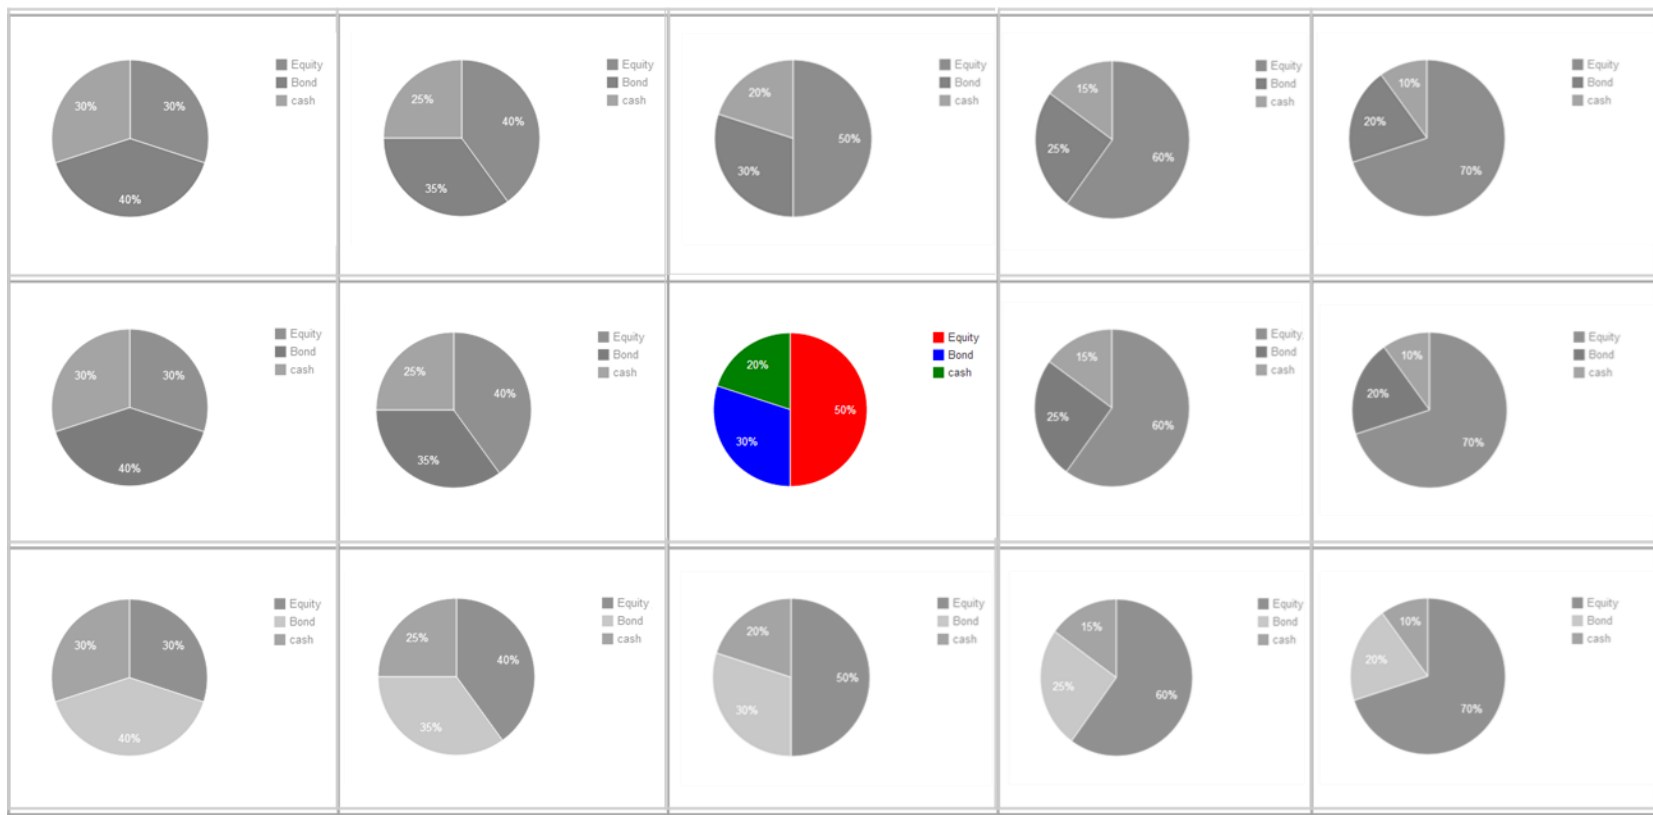 Equity
Bond
cash
30%
30%
40%
Equity
Bond
cash
25%
40%
35%
Equity
Bond
cash
20%
50%
30%
Equity
Bond
cash
15%
25%
60%
Equity
Bond
cash
10%
20%
70%
Equity
Bond
cash
30%
30%
40%
Equity
Bond
cash
25%
40%
35%
Equity
Bond
cash
20%
50%
30%
Equity
Bond
cash
15%
25%
60%
Equity
Bond
cash
10%
20%
70%
Equity
Bond
cash
30%
30%
40%
Equity
Bond
cash
25%
40%
35%
Equity
Bond
cash
20%
50%
30%
Equity
Bond
cash
15%
25%
60%
Equity
Bond
cash
10%
20%
70%